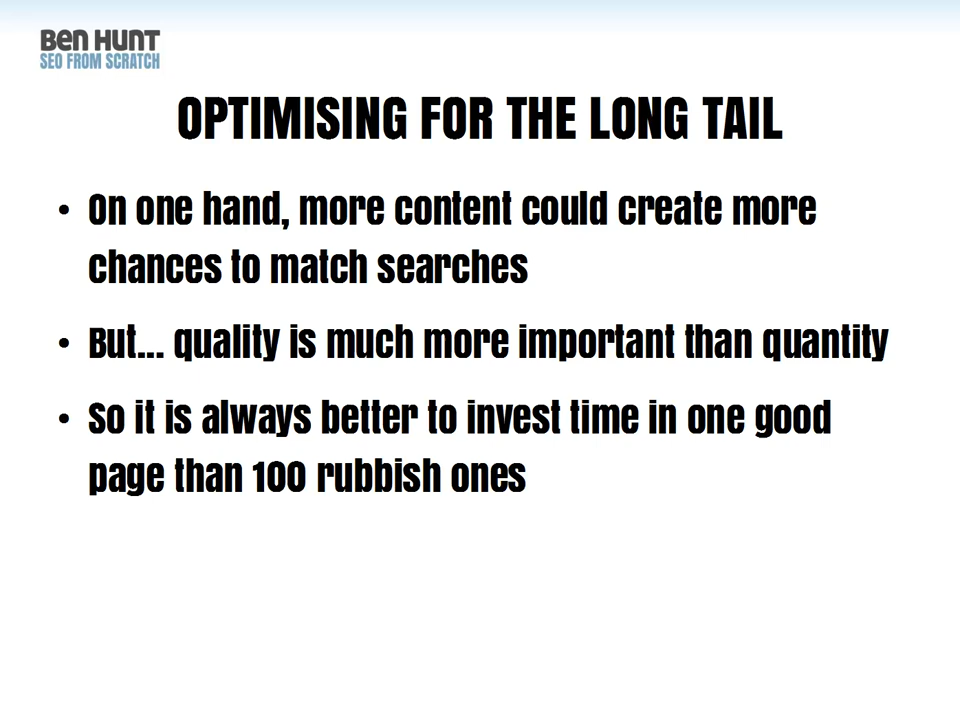 Ben Hunt
SEO FROM SCRATCH
OPTIMISING FOR THE LONG TAIL
• On one hand, more content could create more
chances to match searches
• But... quality is much more important than quantity
• So it is always better to invest time in one good
page than 100 rubbish ones